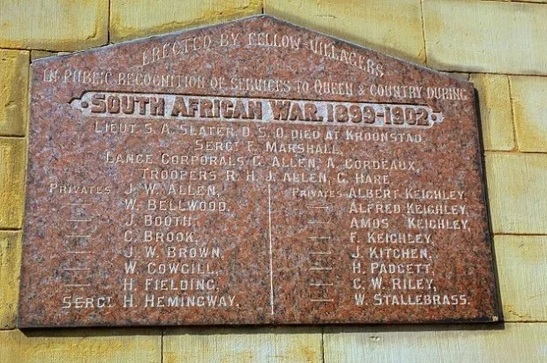 ERECTED BY FELLOW VILLAGERS
IN PUBLIC RECOGNITION OF SERVICES TO QUEEN & COUNTRY DURING
SOUTH AFRICAN WAR. 1899-1902.
LIEUT. S. A. SLATER, D. S. O. DIED AT KROONSTAD.
SERGT E. MARSHALL.
LANCE CORPORALS G. ALLEN, A. CORDEAUX,
TROOPERS R. H. J. ALLEN, G. HARE.
PRIVATES J. W. ALLEN,
— W. BELLWOOD,
— J. BOOTH,
— C. BROOK,
— J. W. BROWN,
— W. COWGILL,
— H. FIELDING,
SERGT H. HEMINGWAY,
PRIVATES ALBERT KEIGHLEY,
— ALFRED KEIGHLEY,
— AMOS KEIGHLEY,
— F. KEIGHLEY,
— J. KITCHEN,
— H. PADGETT,
— C. W. RILEY,
— W. STALLEBRASS.